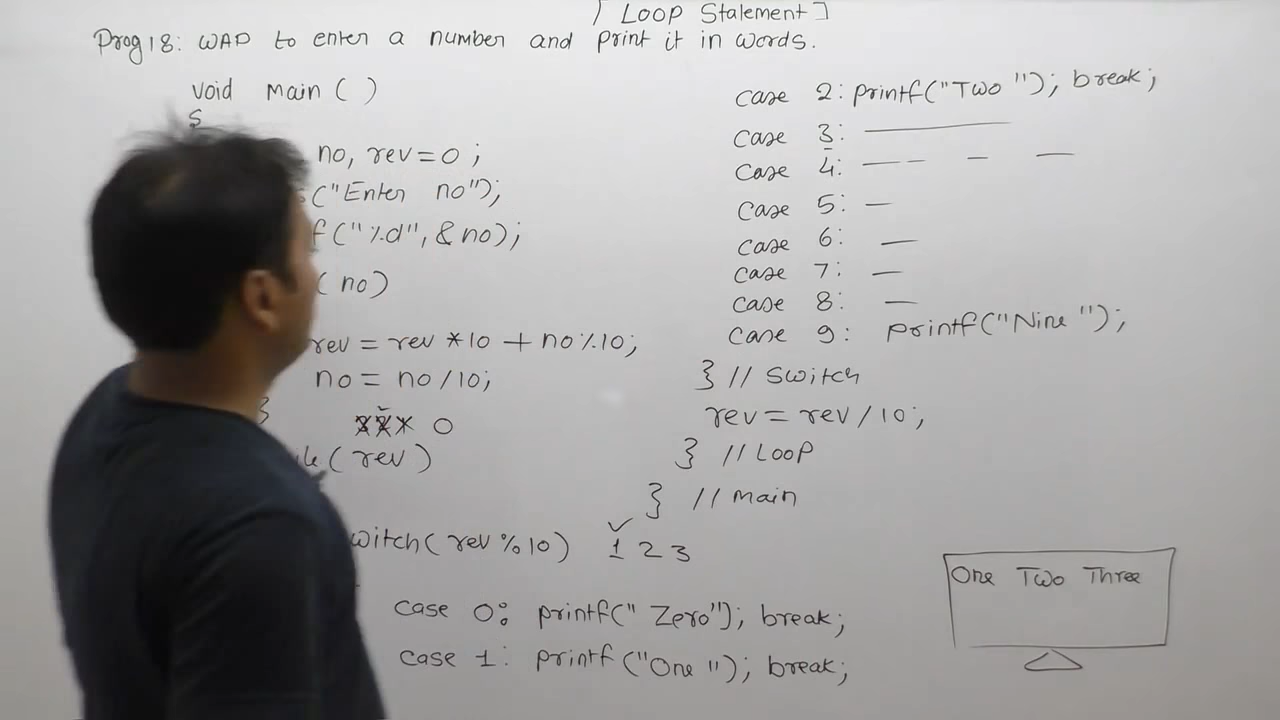 [ Loop Statement ]
Prog 18: WAP to enter a number and print it in words.
void main ( )
{
no, rev = 0 ;
("Enter no");
f ("%d", & no);
( no)
rev = rev * 10 + no % 10;
no = no / 10;
}
0
( rev )
witch( rev % 10)
1 2 3
case 0: printf(" Zero"); break;
case 1: printf ("One "); break;
case 2: printf("Two "); break;
case 3:
case 4:
case 5:
case 6:
case 7:
case 8:
case 9: printf("Nine ");
} // switch
rev = rev / 10;
} // Loop
} // main
One Two Three